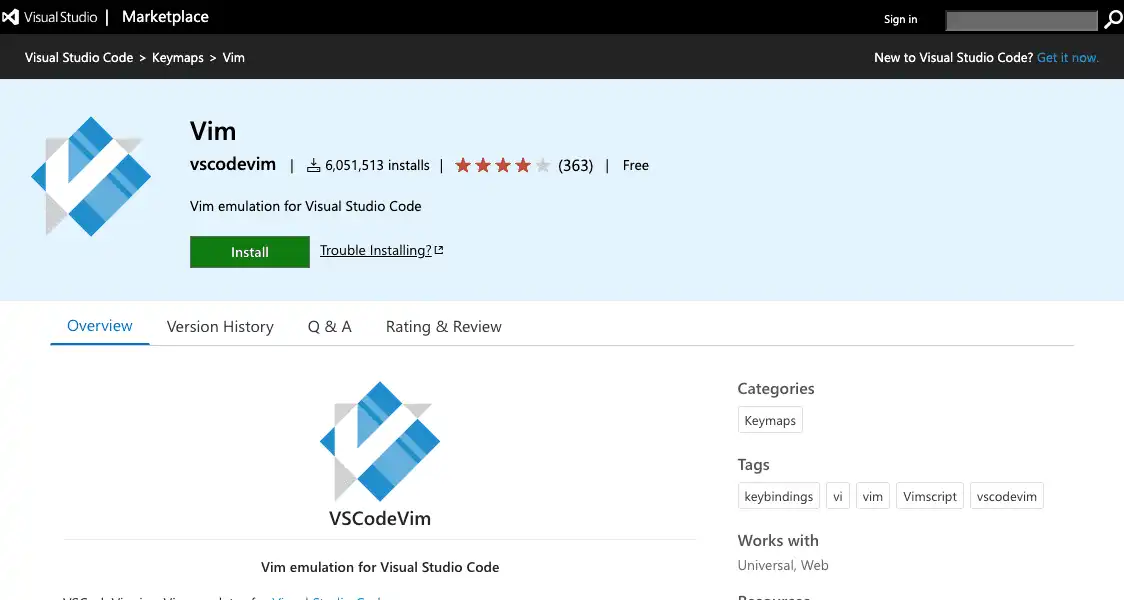 Visual Studio | Marketplace
Sign in
Visual Studio Code > Keymaps > Vim
New to Visual Studio Code? Get it now.
Vim
vscodevim | 6,051,513 installs | (363) | Free
Vim emulation for Visual Studio Code
Install Trouble Installing?
Overview Version History Q & A Rating & Review
VSCodeVim
Vim emulation for Visual Studio Code
Categories
Keymaps
Tags
keybindings vi vim Vimscript vscodevim
Works with
Universal, Web